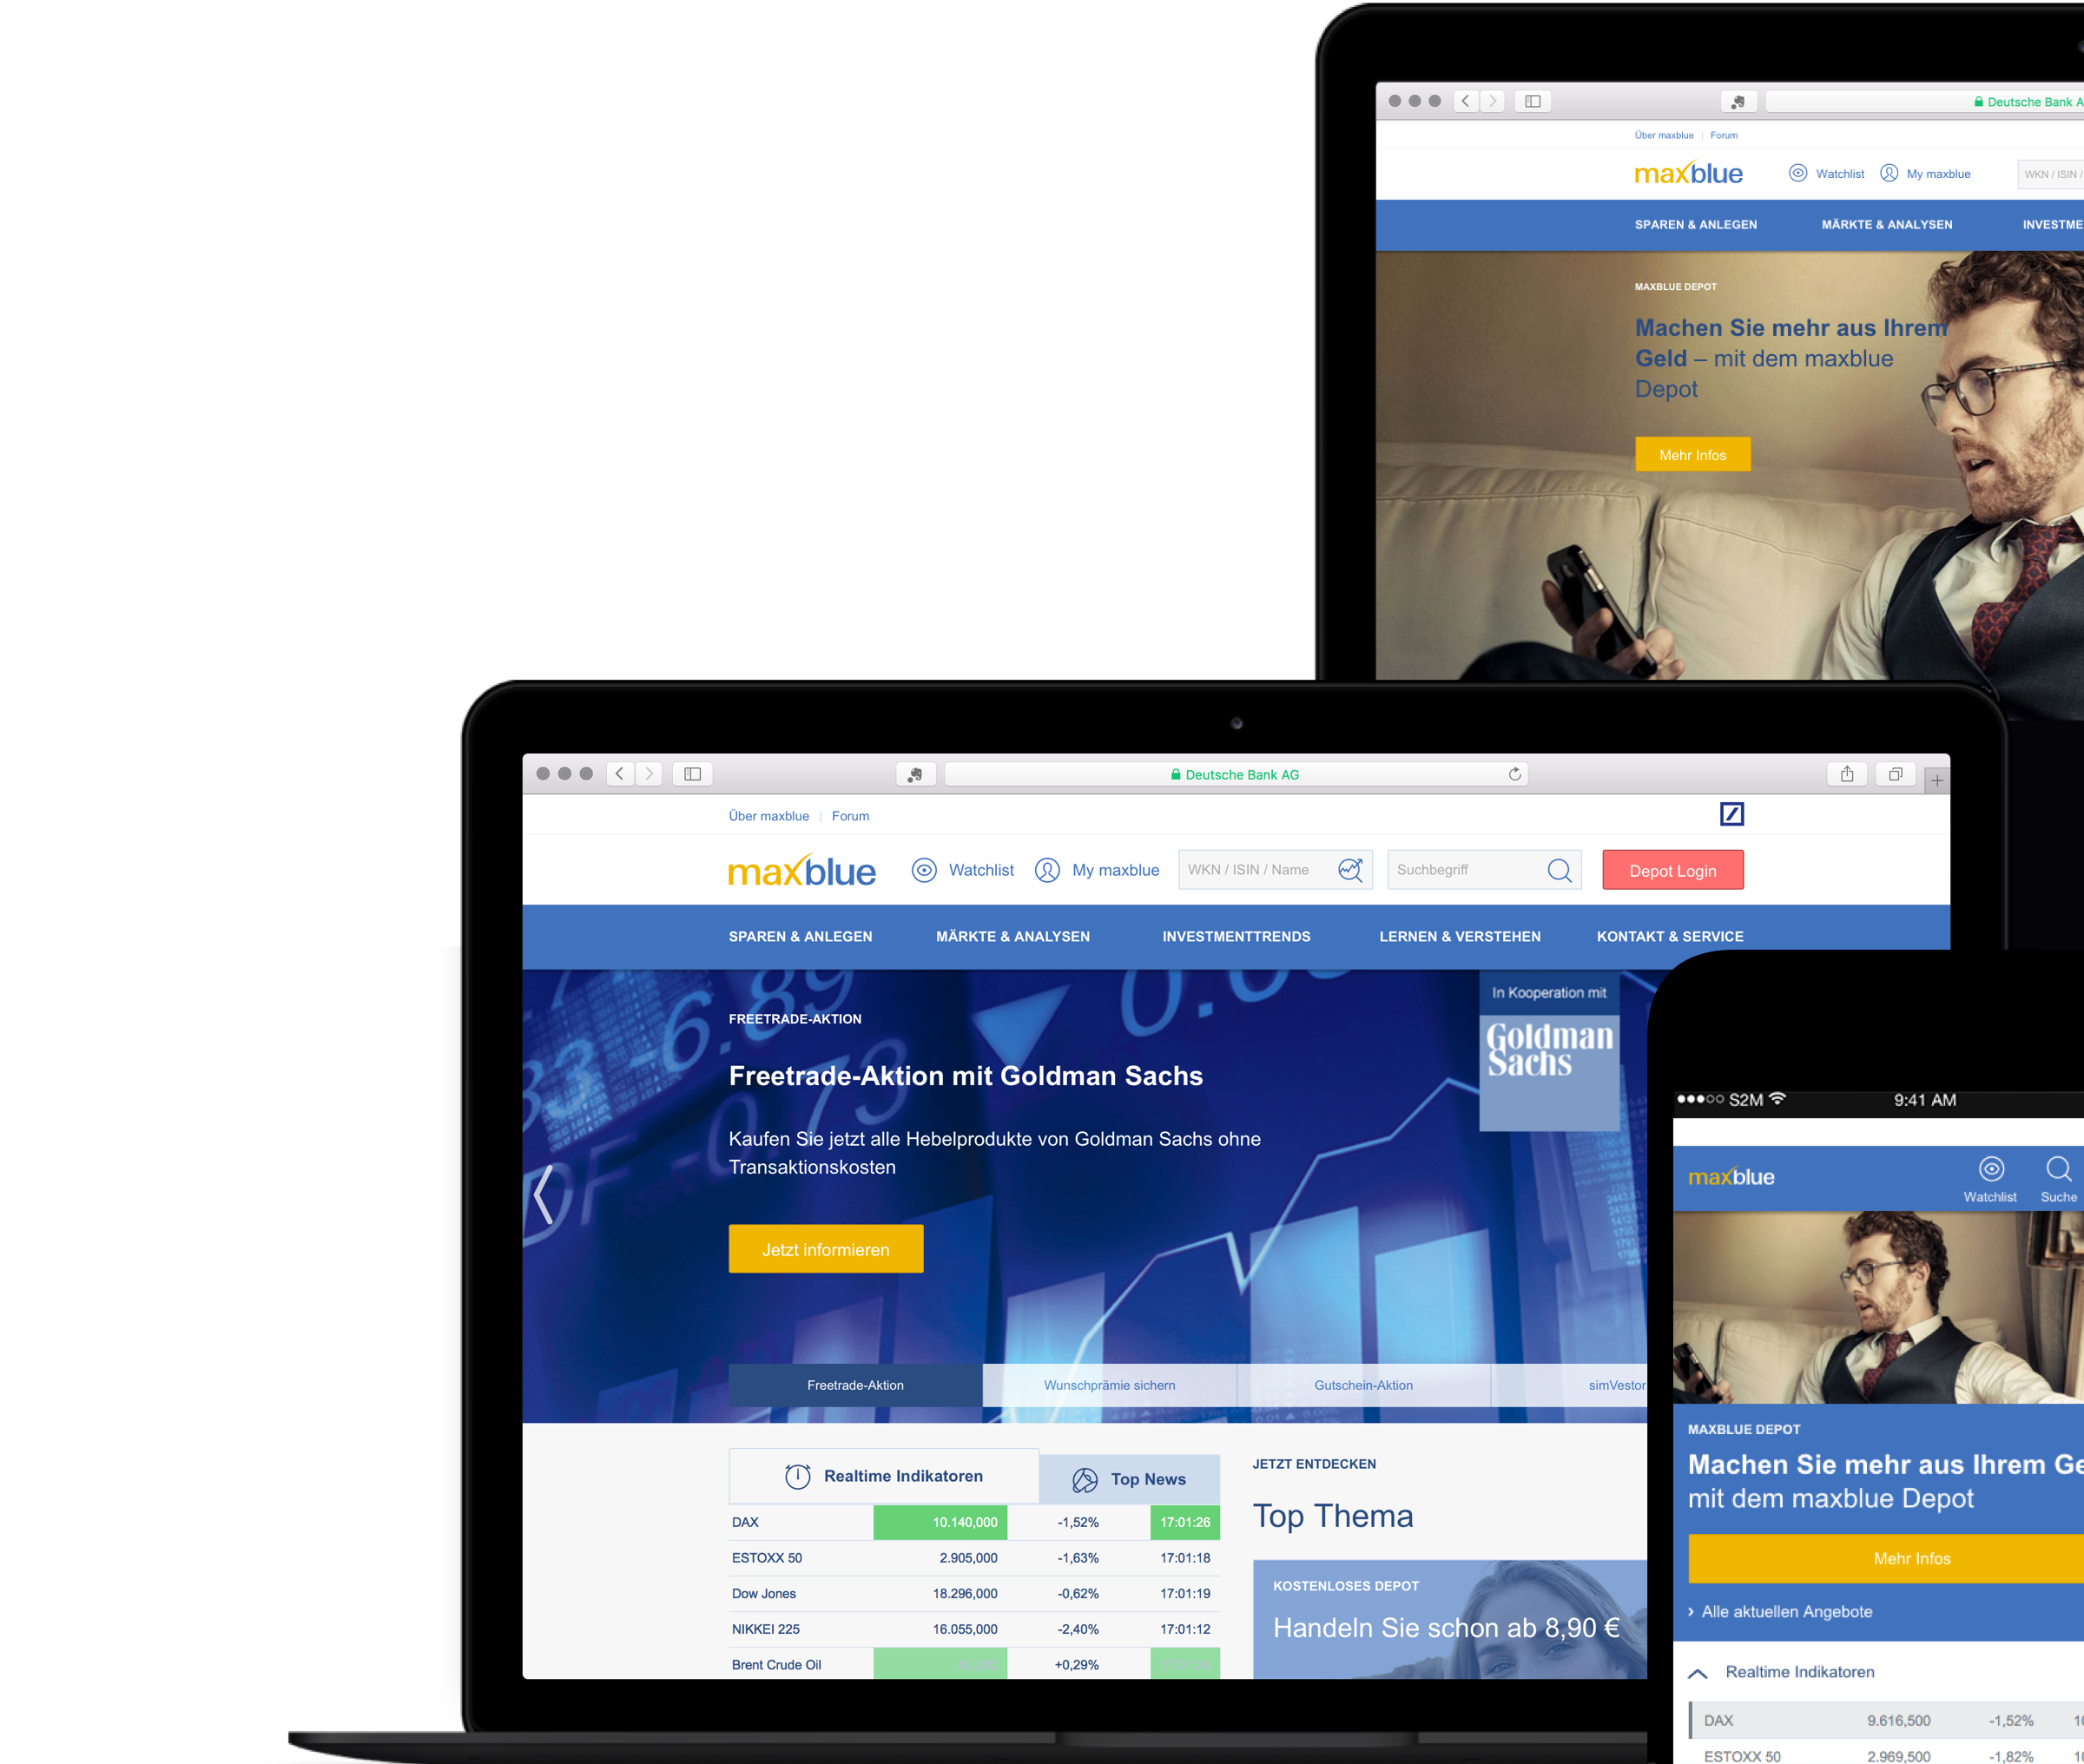 Deutsche Bank A
Über maxblue | Forum
maxblue Watchlist My maxblue WKN / ISIN /
SPAREN & ANLEGEN MÄRKTE & ANALYSEN INVESTME
MAXBLUE DEPOT
Machen Sie mehr aus Ihrem
Geld – mit dem maxblue
Depot
Mehr Infos
Deutsche Bank AG
Über maxblue | Forum
maxblue Watchlist My maxblue WKN / ISIN / Name Suchbegriff Depot Login
SPAREN & ANLEGEN MÄRKTE & ANALYSEN INVESTMENTTRENDS LERNEN & VERSTEHEN KONTAKT & SERVICE
FREETRADE-AKTION
Freetrade-Aktion mit Goldman Sachs
Kaufen Sie jetzt alle Hebelprodukte von Goldman Sachs ohne
Transaktionskosten
Jetzt informieren
In Kooperation mit
Goldman
Sachs
Freetrade-Aktion Wunschprämie sichern Gutschein-Aktion simVestor
Realtime Indikatoren Top News
DAX 10.140,000 -1,52% 17:01:26
ESTOXX 50 2.905,000 -1,63% 17:01:18
Dow Jones 18.296,000 -0,62% 17:01:19
NIKKEI 225 16.055,000 -2,40% 17:01:12
Brent Crude Oil +0,29%
JETZT ENTDECKEN
Top Thema
KOSTENLOSES DEPOT
Handeln Sie schon ab 8,90 €
S2M 9:41 AM
maxblue Watchlist Suche
MAXBLUE DEPOT
Machen Sie mehr aus Ihrem Ge
mit dem maxblue Depot
Mehr Infos
› Alle aktuellen Angebote
Realtime Indikatoren
DAX 9.616,500 -1,52% 1
ESTOXX 50 2.969,500 -1,82% 1